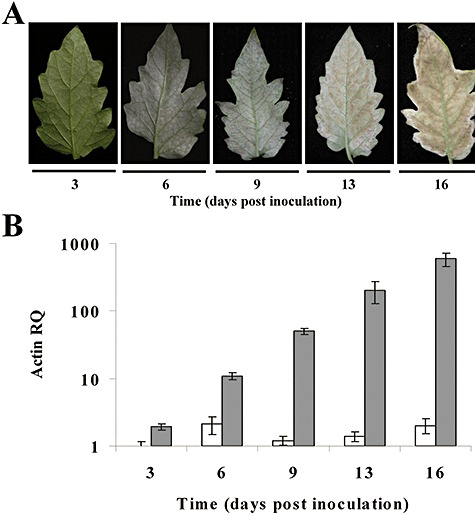 A
3 6 9 13 16
Time (days post inoculation)
B
Actin RQ
1000
100
10
1
3 6 9 13 16
Time (days post inoculation)